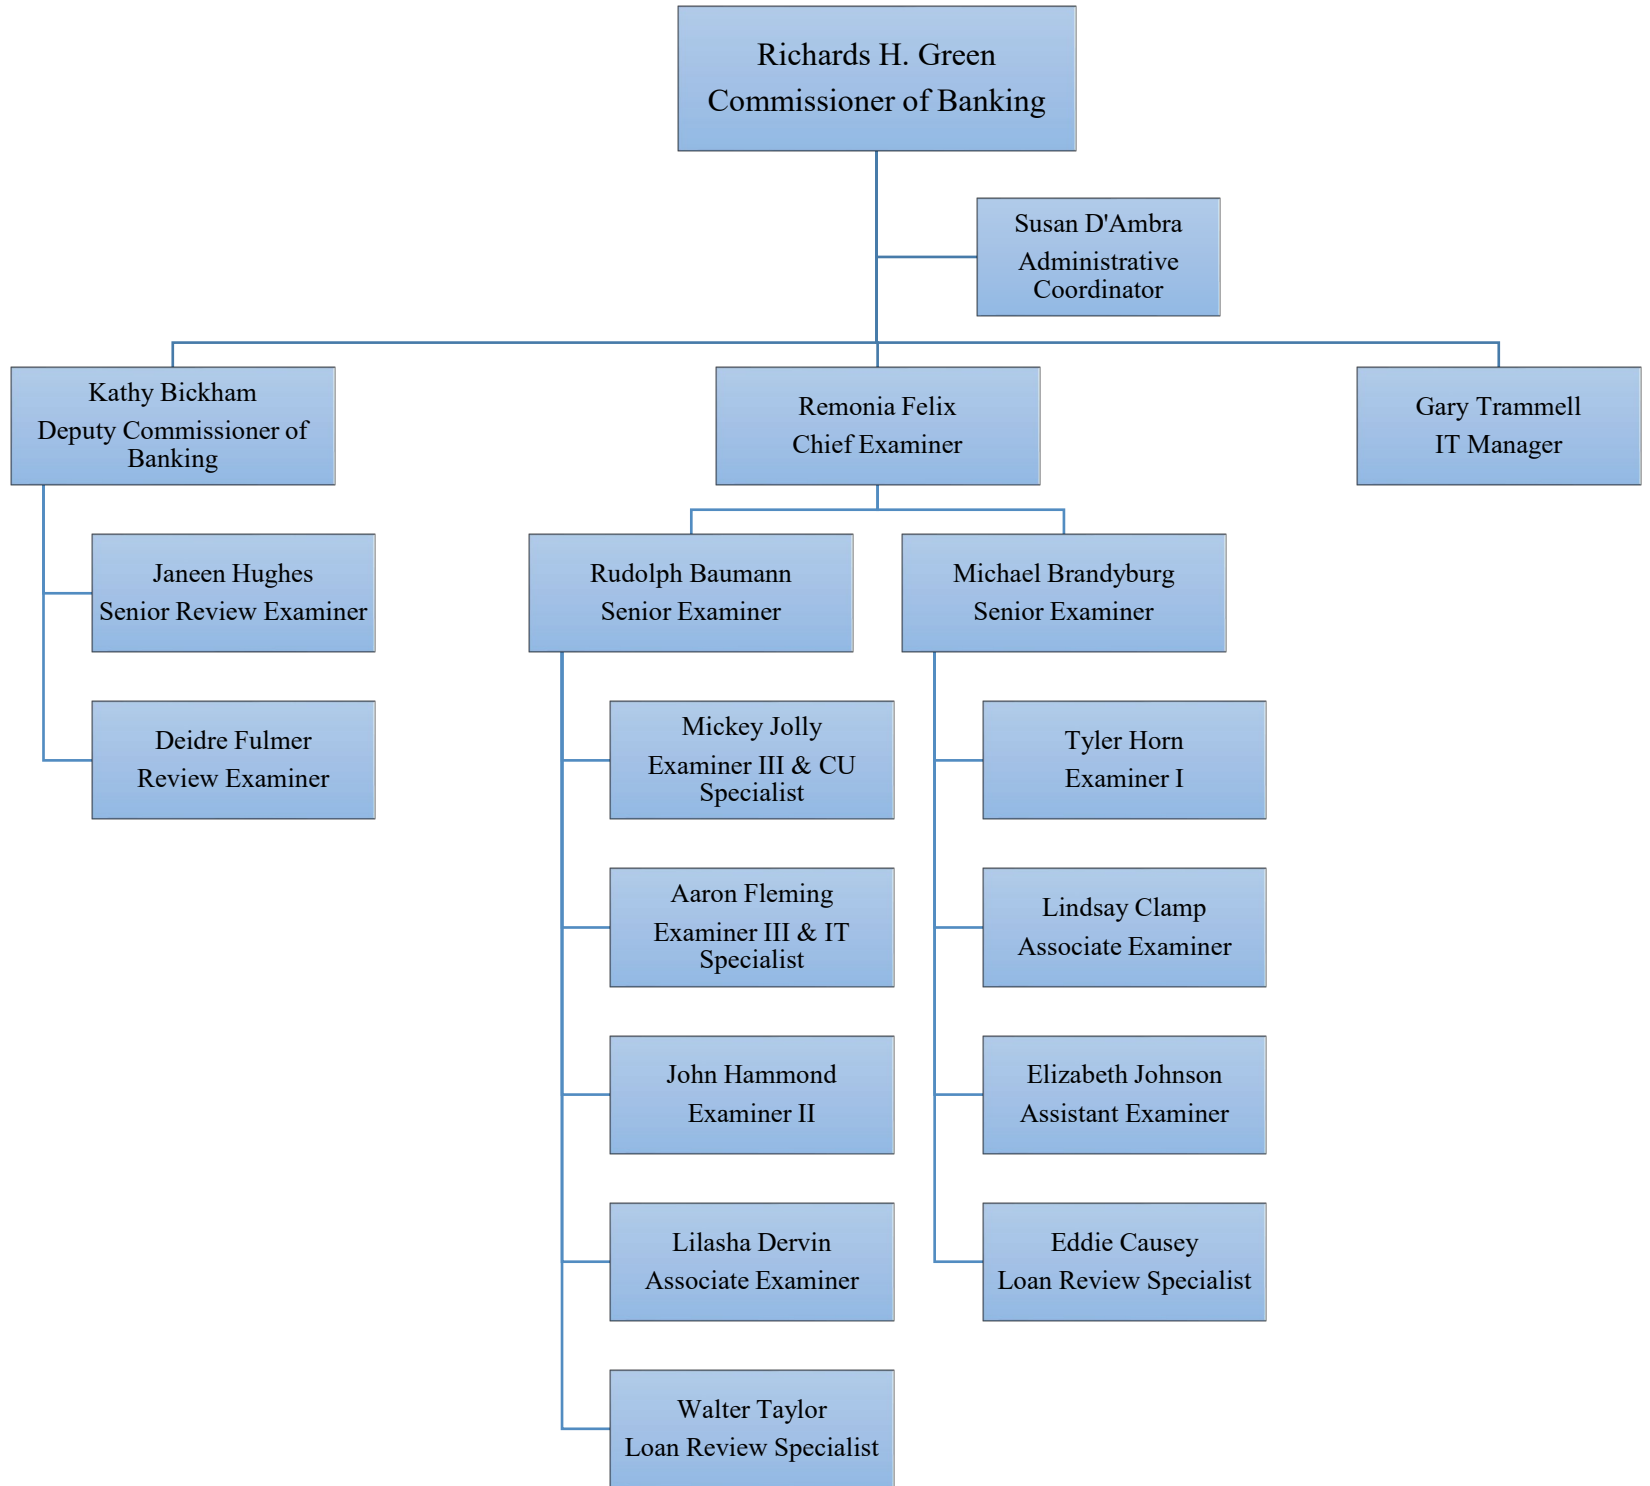 Richards H. Green
Commissioner of Banking
Susan D'Ambra
Administrative
Coordinator
Kathy Bickham
Deputy Commissioner of
Banking
Remonia Felix
Chief Examiner
Gary Trammell
IT Manager
Janeen Hughes
Senior Review Examiner
Deidre Fulmer
Review Examiner
Rudolph Baumann
Senior Examiner
Mickey Jolly
Examiner III & CU
Specialist
Aaron Fleming
Examiner III & IT
Specialist
John Hammond
Examiner II
Lilasha Dervin
Associate Examiner
Walter Taylor
Loan Review Specialist
Michael Brandyburg
Senior Examiner
Tyler Horn
Examiner I
Lindsay Clamp
Associate Examiner
Elizabeth Johnson
Assistant Examiner
Eddie Causey
Loan Review Specialist